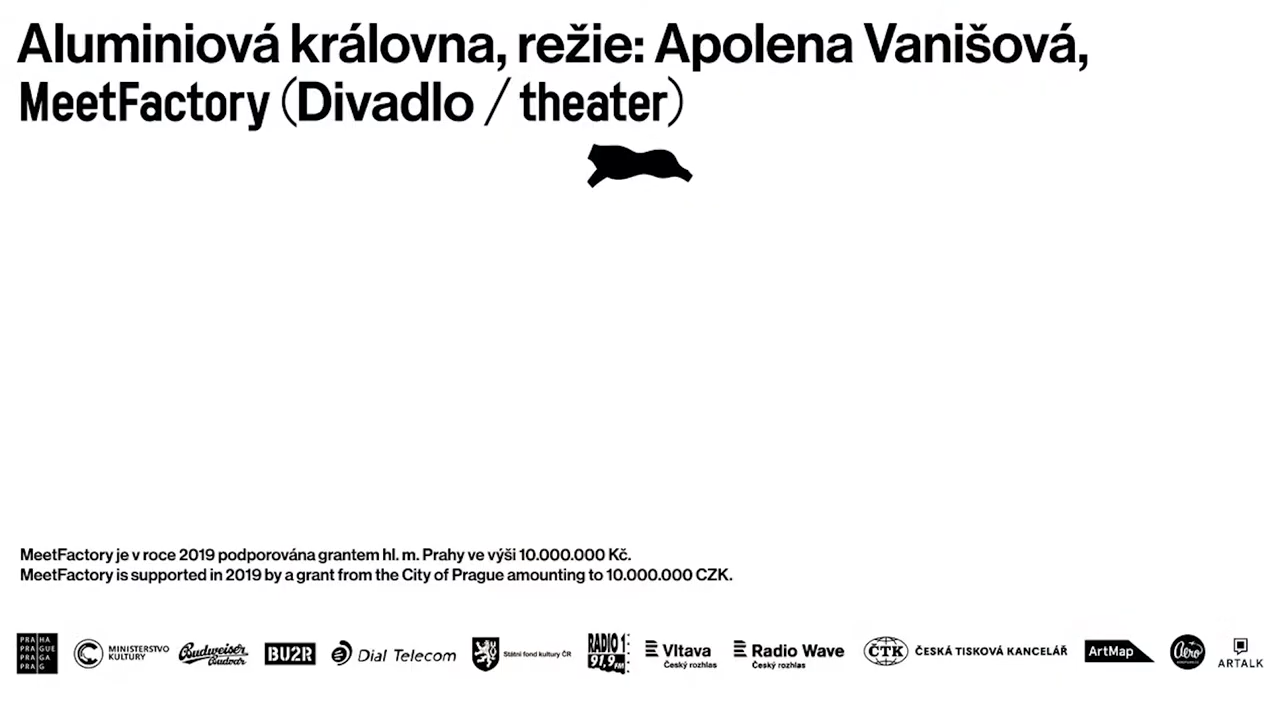 Aluminiová královna, režie: Apolena Vanišová,
MeetFactory (Divadlo / theater)
MeetFactory je v roce 2019 podporována grantem hl. m. Prahy ve výši 10.000.000 Kč.
MeetFactory is supported in 2019 by a grant from the City of Prague amounting to 10.000.000 CZK.
PRA HA
PRA GUE
PRA GA
PRA G
MINISTERSTVO
KULTURY
Budweiser
Budvar
BU2R
Dial Telecom
Státní fond kultury ČR
RADIO 1
91,9 FM
Vltava
Český rozhlas
Radio Wave
Český rozhlas
ČTK
ČESKÁ TISKOVÁ KANCELÁŘ
ArtMap
Aero
ARTALK